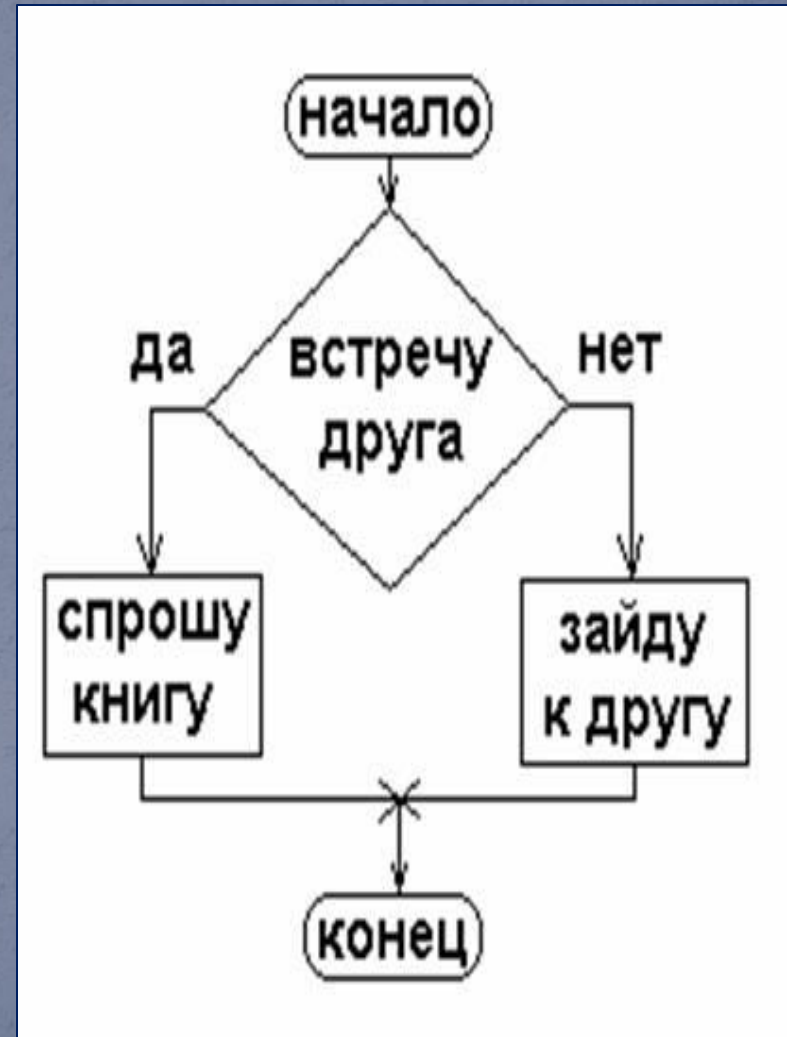 начало
да
встречу
друга
нет
спрошу
книгу
зайду
к другу
конец